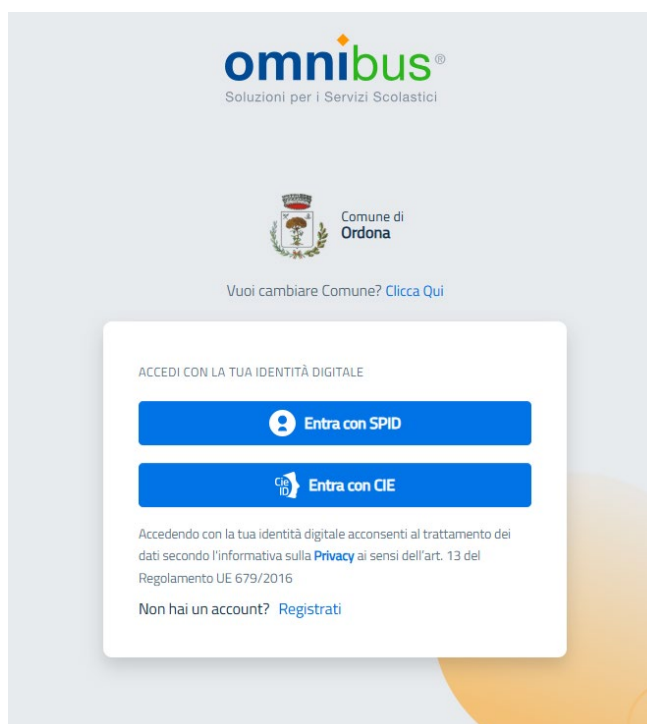 omnibus®
Soluzioni per i Servizi Scolastici
Comune di
Ordona
Vuoi cambiare Comune? Clicca Qui
ACCEDI CON LA TUA IDENTITÀ DIGITALE
Entra con SPID
Cie
ID
Entra con CIE
Accedendo con la tua identità digitale acconsenti al trattamento dei
dati secondo l'informativa sulla Privacy ai sensi dell'art. 13 del
Regolamento UE 679/2016
Non hai un account? Registrati